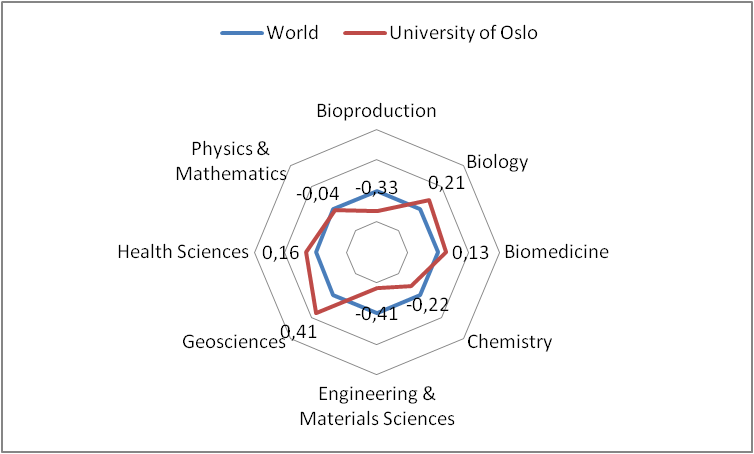 World
University of Oslo
Bioproduction
Physics &
Mathematics
Biology
-0,04
-0,33
0,21
Health Sciences
0,16
0,13
Biomedicine
Geosciences
0,41
-0,41
-0,22
Chemistry
Engineering &
Materials Sciences